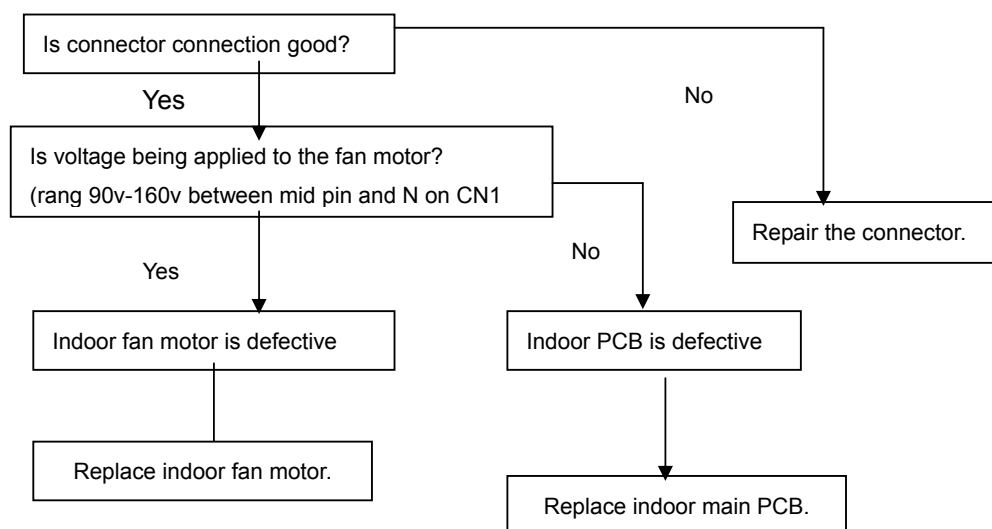 Is connector connection good?
Yes
No
Is voltage being applied to the fan motor?
(rang 90v-160v between mid pin and N on CN1
Repair the connector.
No
Yes
Indoor fan motor is defective
Indoor PCB is defective
Replace indoor fan motor.
Replace indoor main PCB.